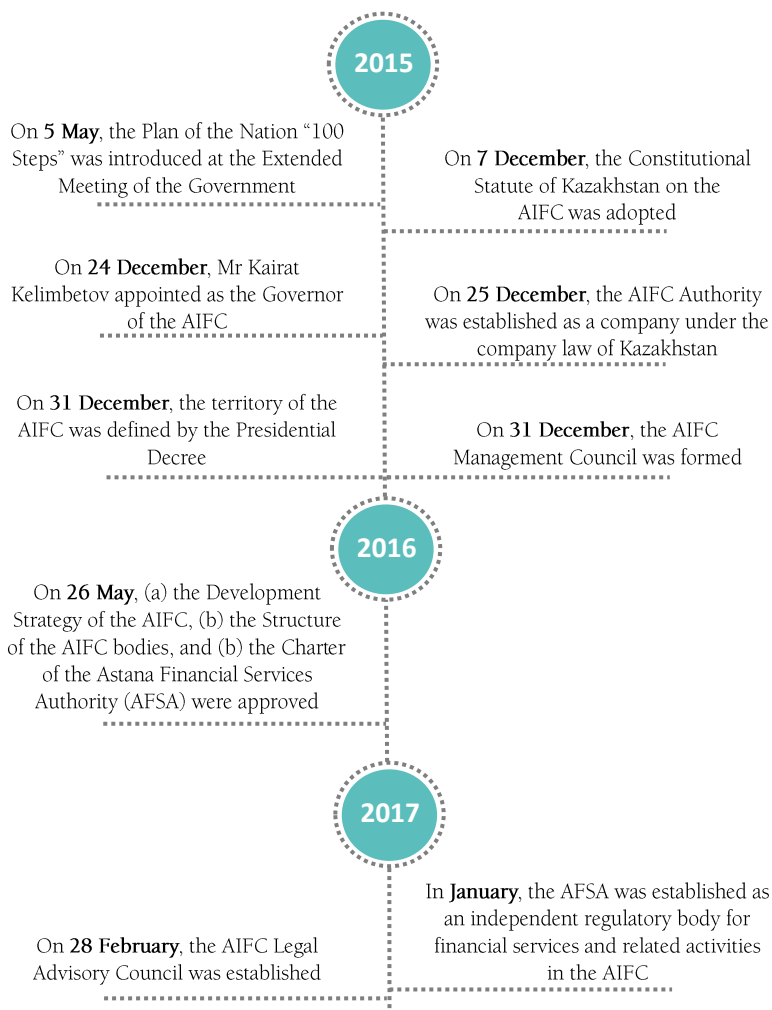 2015
On 5 May, the Plan of the Nation “100
Steps” was introduced at the Extended
Meeting of the Government
On 7 December, the Constitutional
Statute of Kazakhstan on the
AIFC was adopted
On 24 December, Mr Kairat
Kelimbetov appointed as the Governor
of the AIFC
On 25 December, the AIFC Authority
was established as a company under the
company law of Kazakhstan
On 31 December, the territory of the
AIFC was defined by the Presidential
Decree
On 31 December, the AIFC
Management Council was formed
2016
On 26 May, (a) the Development
Strategy of the AIFC, (b) the Structure
of the AIFC bodies, and (b) the Charter
of the Astana Financial Services
Authority (AFSA) were approved
2017
In January, the AFSA was established as
an independent regulatory body for
financial services and related activities
in the AIFC
On 28 February, the AIFC Legal
Advisory Council was established